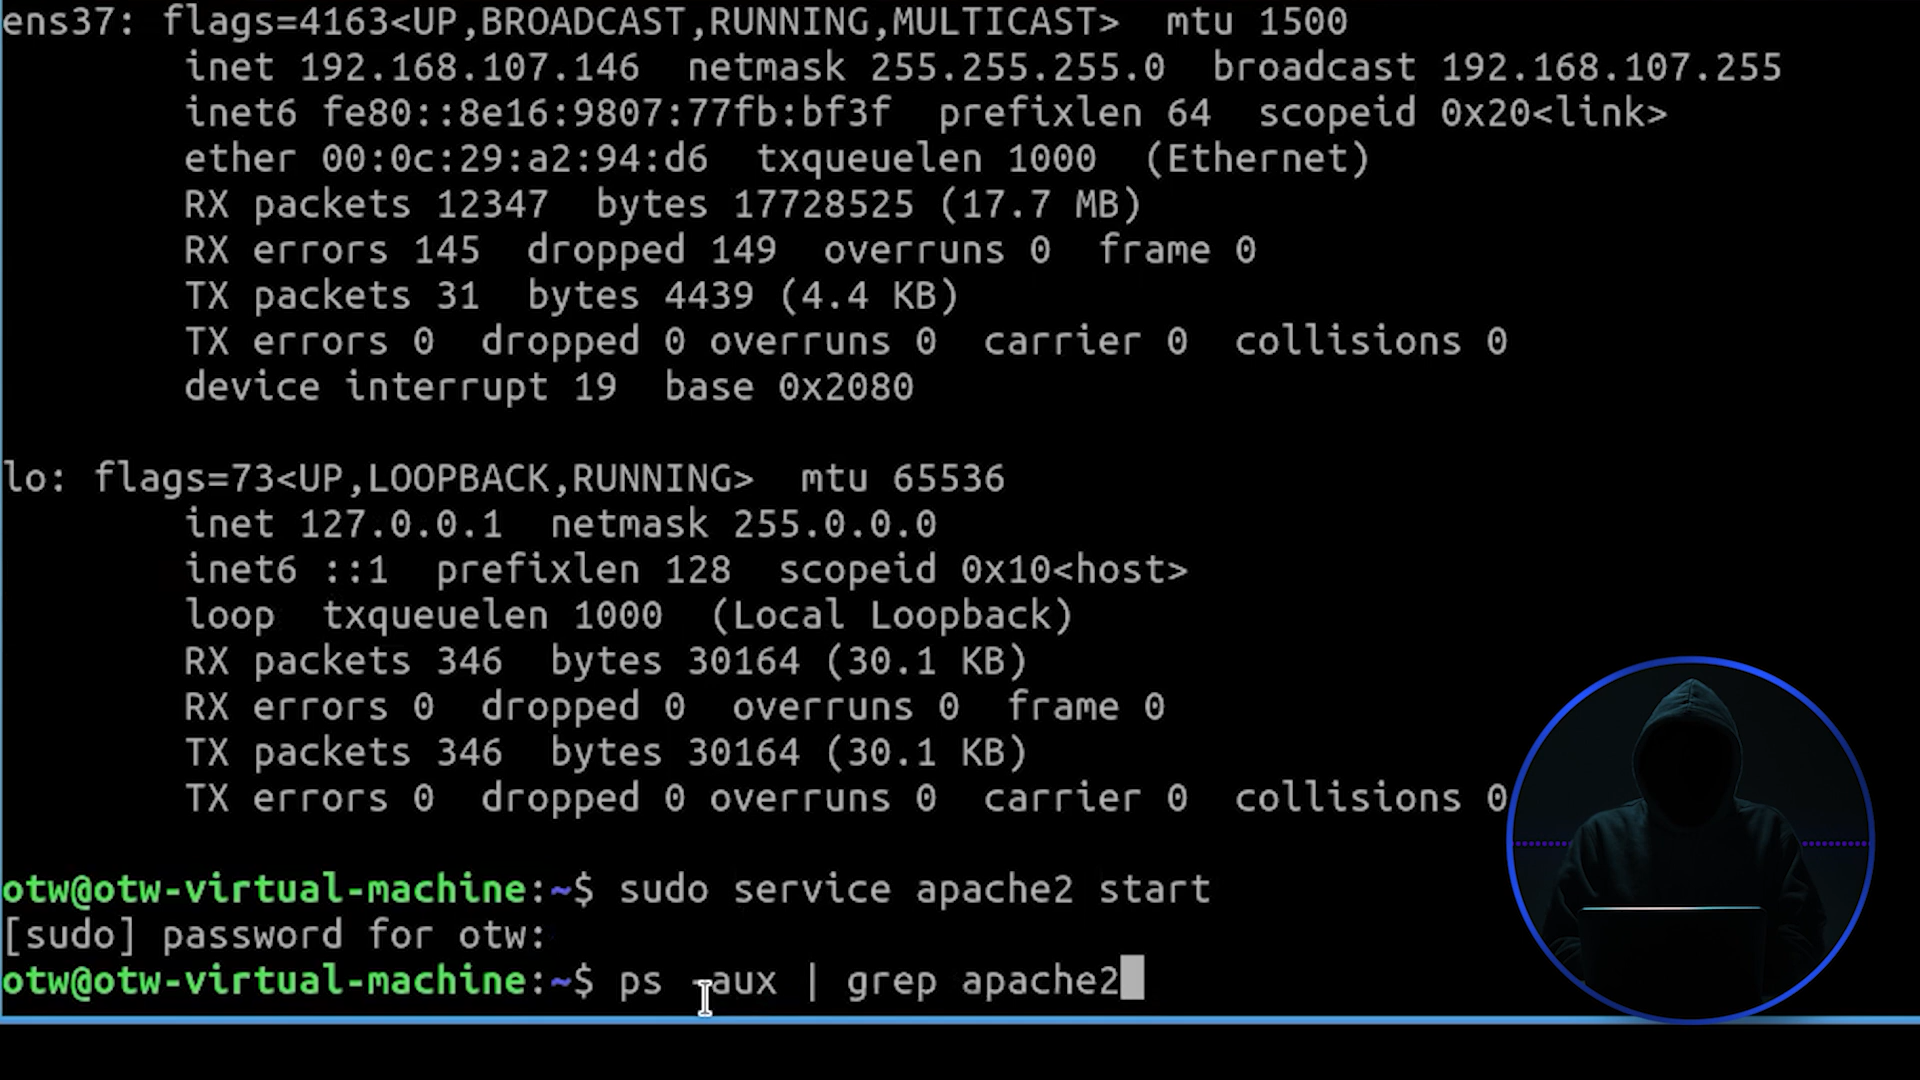 ens37: flags=4163<UP,BROADCAST,RUNNING,MULTICAST>  mtu 1500
        inet 192.168.107.146  netmask 255.255.255.0  broadcast 192.168.107.255
        inet6 fe80::8e16:9807:77fb:bf3f  prefixlen 64  scopeid 0x20<link>
        ether 00:0c:29:a2:94:d6  txqueuelen 1000  (Ethernet)
        RX packets 12347  bytes 17728525 (17.7 MB)
        RX errors 145  dropped 149  overruns 0  frame 0
        TX packets 31  bytes 4439 (4.4 KB)
        TX errors 0  dropped 0 overruns 0  carrier 0  collisions 0
        device interrupt 19  base 0x2080
lo: flags=73<UP,LOOPBACK,RUNNING>  mtu 65536
        inet 127.0.0.1  netmask 255.0.0.0
        inet6 ::1  prefixlen 128  scopeid 0x10<host>
        loop  txqueuelen 1000  (Local Loopback)
        RX packets 346  bytes 30164 (30.1 KB)
        RX errors 0  dropped 0  overruns 0  frame 0
        TX packets 346  bytes 30164 (30.1 KB)
        TX errors 0  dropped 0 overruns 0  carrier 0  collisions 0
otw@otw-virtual-machine:~$ sudo service apache2 start
[sudo] password for otw:
otw@otw-virtual-machine:~$ ps -aux | grep apache2